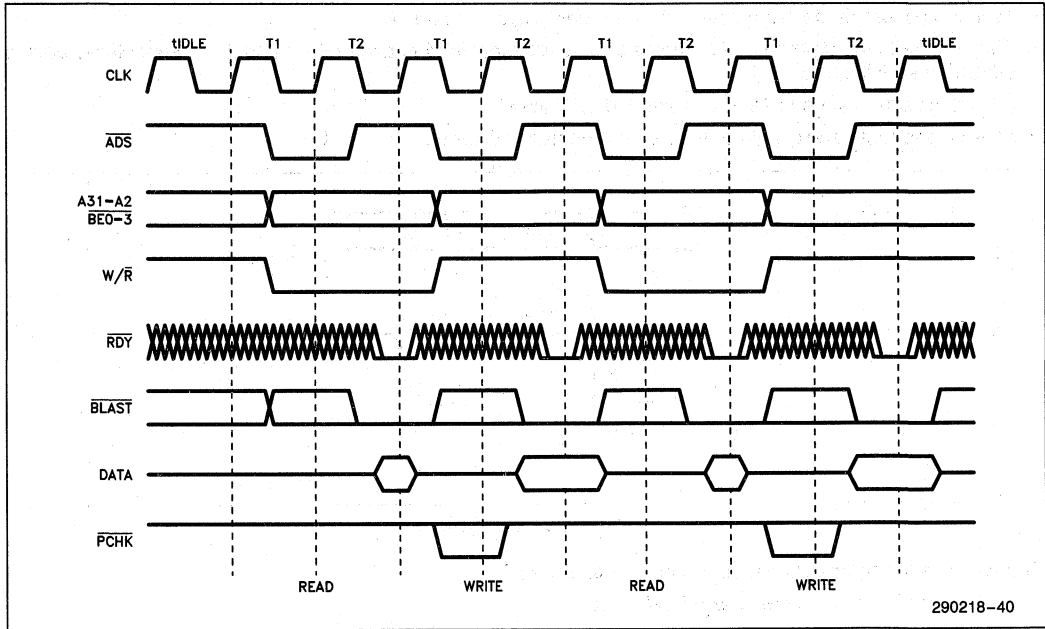 tIDLE T1 T2 T1 T2 T1 T2 T1 T2 tIDLE
CLK
ADS
A31–A2
BE0–3
W/R
RDY
BLAST
DATA
PCHK
READ WRITE READ WRITE
290218–40